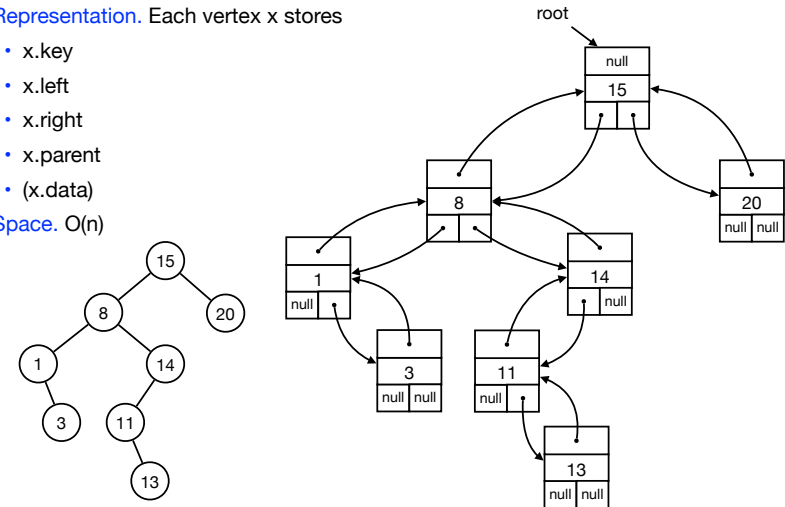 Representation. Each vertex x stores
• x.key
• x.left
• x.right
• x.parent
• (x.data)
Space. O(n)
15
8
20
1
14
3
11
13
root
null
15
8
20
null null
1
null
14
null
3
null null
11
null
13
null null